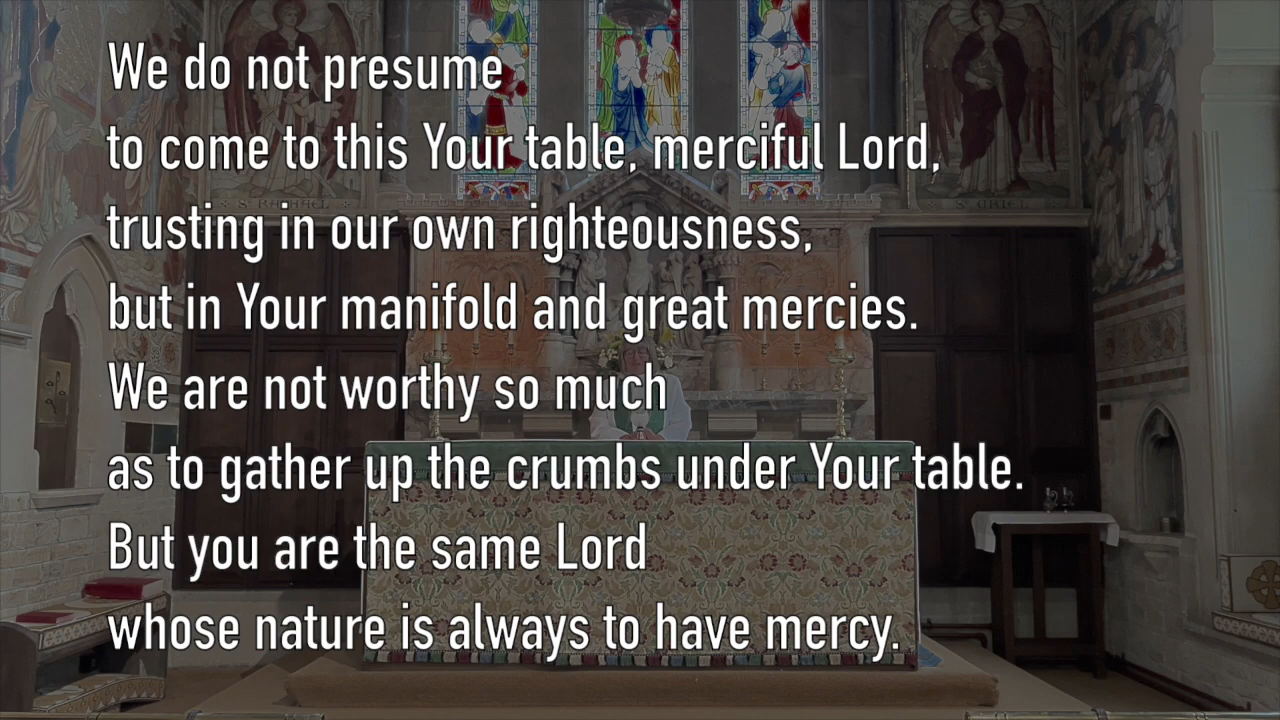 We do not presume
to come to this Your table, merciful Lord,
trusting in our own righteousness,
but in Your manifold and great mercies.
We are not worthy so much
as to gather up the crumbs under Your table.
But you are the same Lord
whose nature is always to have mercy.
S RAPHAEL
S URIEL